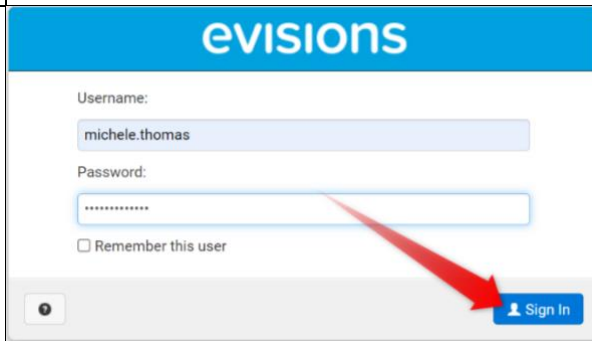 evisions
Username:
michele.thomas
Password:
•••••••••••••
Remember this user
?
Sign In